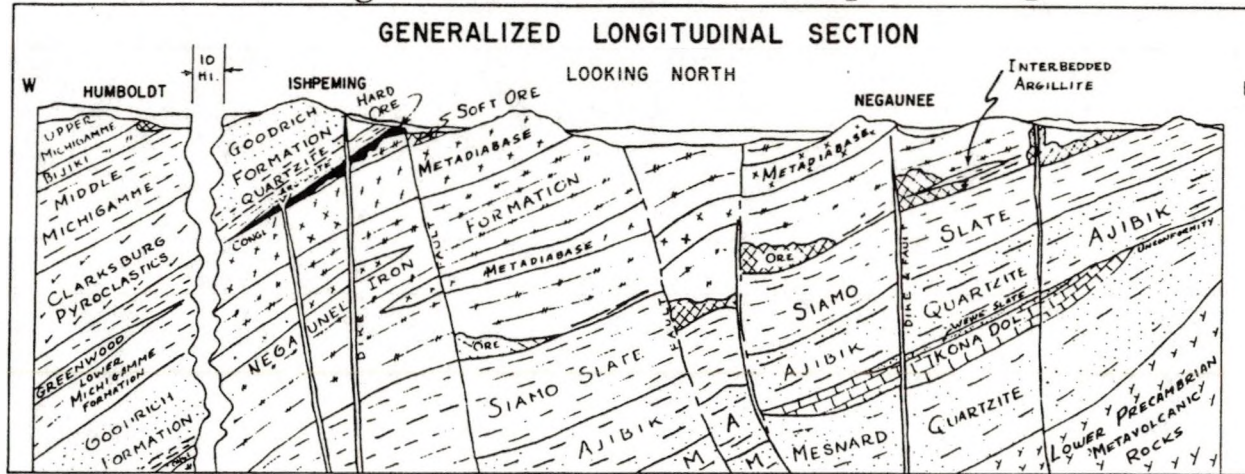 GENERALIZED LONGITUDINAL SECTION
LOOKING NORTH
W
10
MI.
HUMBOLDT
ISHPEMING
NEGAUNEE
HARD
ORE
SOFT ORE
INTERBEDDED
ARGILLITE
UPPER
MICHIGAMME
BIJIKI
MIDDLE
MICHIGAMME
CLARKSBURG
PYROCLASTICS
GREENWOOD
LOWER
MICHIGAMME
FORMATION
GOODRICH
FORMATION
GOODRICH
FORMATION
QUARTZITE
CONGL
NEGAUNEE IRON FORMATION
DIKE
FAULT
METADIABASE
METADIABASE
METADIABASE
ORE
ORE
SIAMO SLATE
AJIBIK
M
A
M
SIAMO SLATE
AJIBIK QUARTZITE
DIKE & FAULT
WEWE SLATE
KONA DOL
MESNARD QUARTZITE
AJIBIK
UNCONFORMITY
LOWER PRECAMBRIAN
METAVOLCANIC
ROCKS